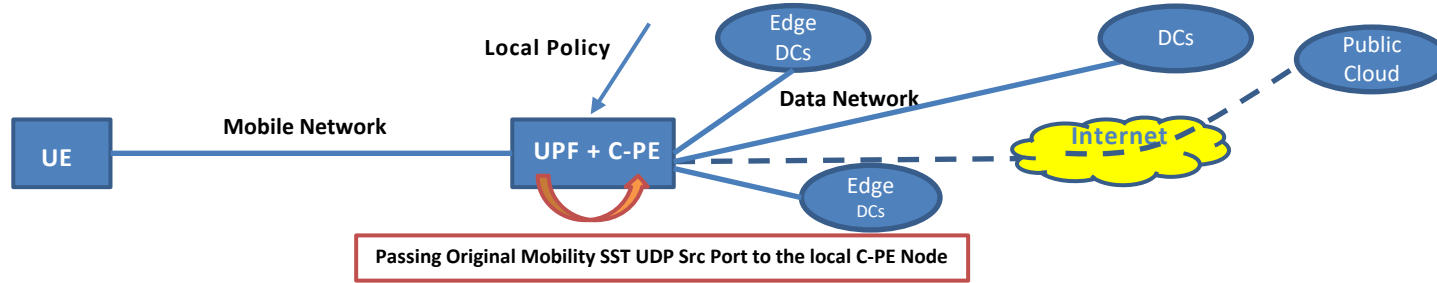 Local Policy
Edge
DCs
DCs
Public
Cloud
Mobile Network
Data Network
Internet
UE
UPF + C-PE
Edge
DCs
Passing Original Mobility SST UDP Src Port to the local C-PE Node